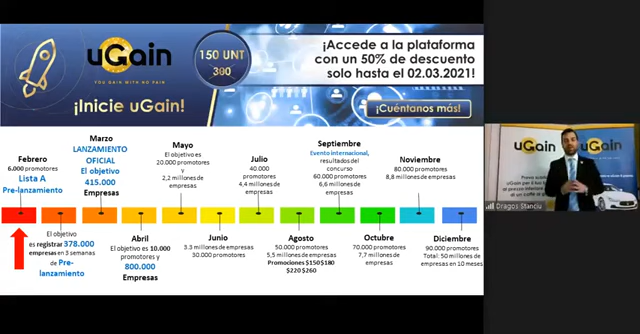 uGain
YOU GAIN WITH NO PAIN
¡Inicie uGain!
150 UNT
300
¡Accede a la plataforma
con un 50% de descuento
solo hasta el 02.03.2021!
¡Cuéntanos más!
Febrero
6,000 promotores
Lista A
Pre-lanzamiento
El objetivo
es registrar 378.000
empresas en 3 semanas
de Pre-
lanzamiento
Marzo
LANZAMIENTO
OFICIAL
El objetivo
415.000
Empresas
Abril
El objetivo es 10.000
promotores y
800.000
Empresas
Mayo
El objetivo es
20.000 promotores
y
2,2 millones de
empresas
Junio
3.3 millones de empresas
30.000 promotores
Julio
40.000
promotores
4,4 millones de
empresas
Agosto
50.000 promotores
5,5 millones de empresas
Promociones $150$180
$220 $260
Septiembre
Evento internacional,
resultados del
concurso
60.000 promotores
6,6 millones de
empresas
Octubre
70.000 promotores
7,7 millones de
empresas
Noviembre
80.000 promotores
8,8 millones de empresas
Diciembre
90.000 promotores
Total: 50 millones de
empresas en 10 meses
uGain
uGain
Dragos Stanciu